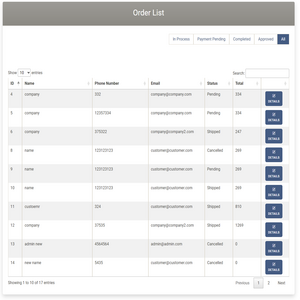 Order List
In Process Payment Pending Completed Approved All
Show 10 entries Search:
ID Name Phone Number Email Status Total
4 company 332 company@company.com Pending 334 DETAILS
5 company company@company.com Pending 334 DETAILS
6 company 375022 company@company2.com Shipped 247 DETAILS
8 name 123123123 customer@customer.com Cancelled 269 DETAILS
9 name 123123123 customer@customer.com Pending 269 DETAILS
10 name 123123123 customer@customer.com Shipped 269 DETAILS
11 customer 324 customer@customer.com Shipped 810 DETAILS
12 company 37535 company@company2.com Shipped 1269 DETAILS
13 admin new 4564564 admin@admin.com Cancelled 0 DETAILS
14 new name 5435 customer@customer.com Cancelled 0 DETAILS
Showing 1 to 10 of 17 entries Previous 1 2 Next